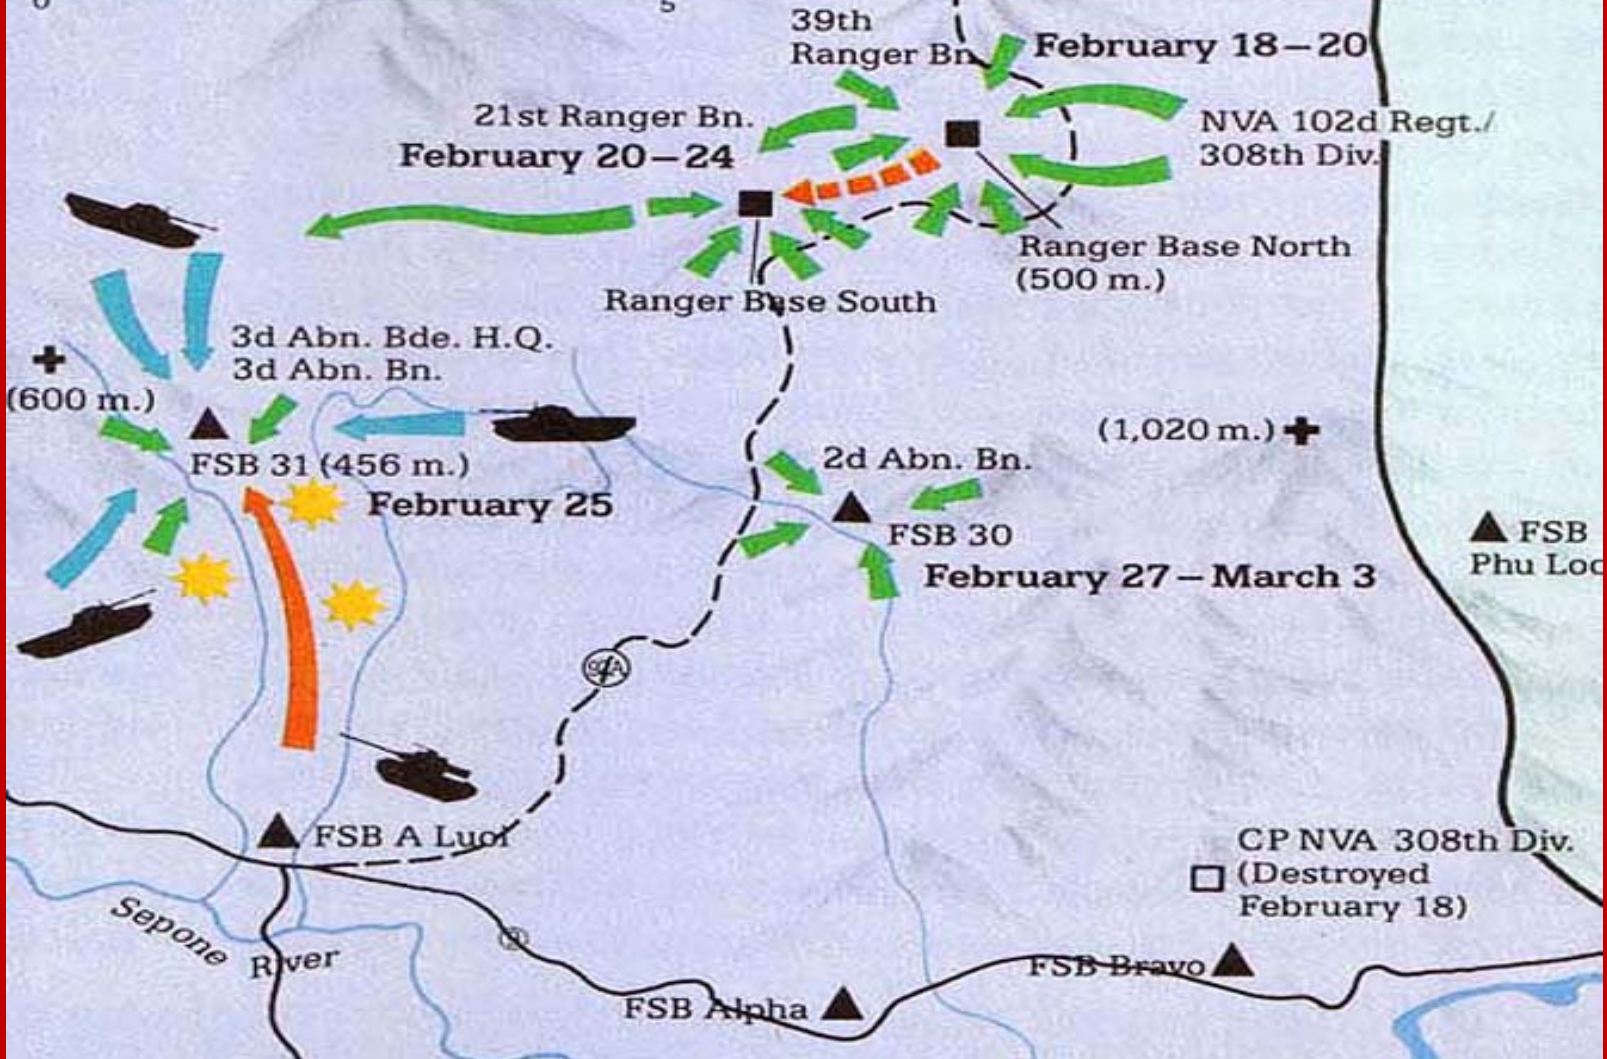 5
39th
Ranger Bn.
February 18–20
21st Ranger Bn.
February 20–24
NVA 102d Regt./
308th Div.
Ranger Base North
(500 m.)
Ranger Base South
3d Abn. Bde. H.Q.
3d Abn. Bn.
(600 m.)
FSB 31 (456 m.)
February 25
(1,020 m.)
2d Abn. Bn.
FSB 30
February 27 – March 3
FSB
FSB A Luoi
CP NVA 308th Div.
(Destroyed
February 18)
Sepone
River
FSB Bravo
FSB Alpha